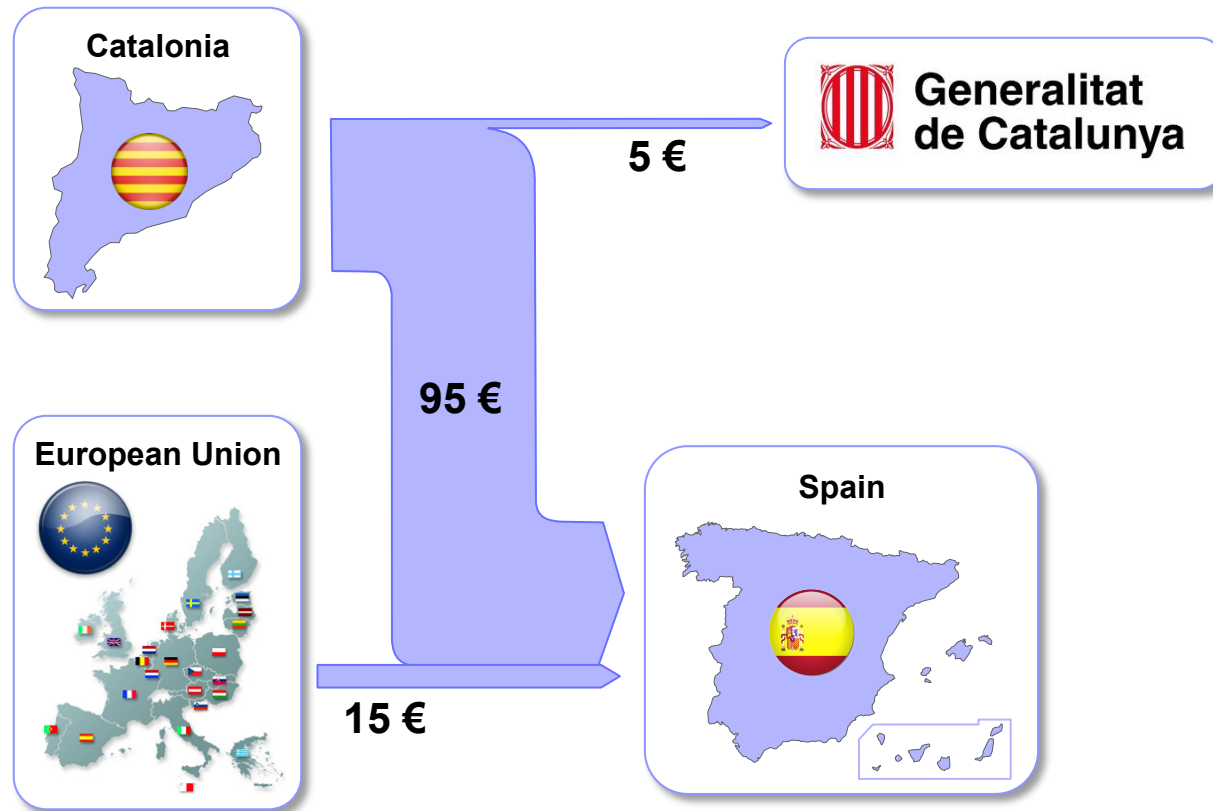 Catalonia
Generalitat
de Catalunya
5 €
95 €
European Union
Spain
15 €